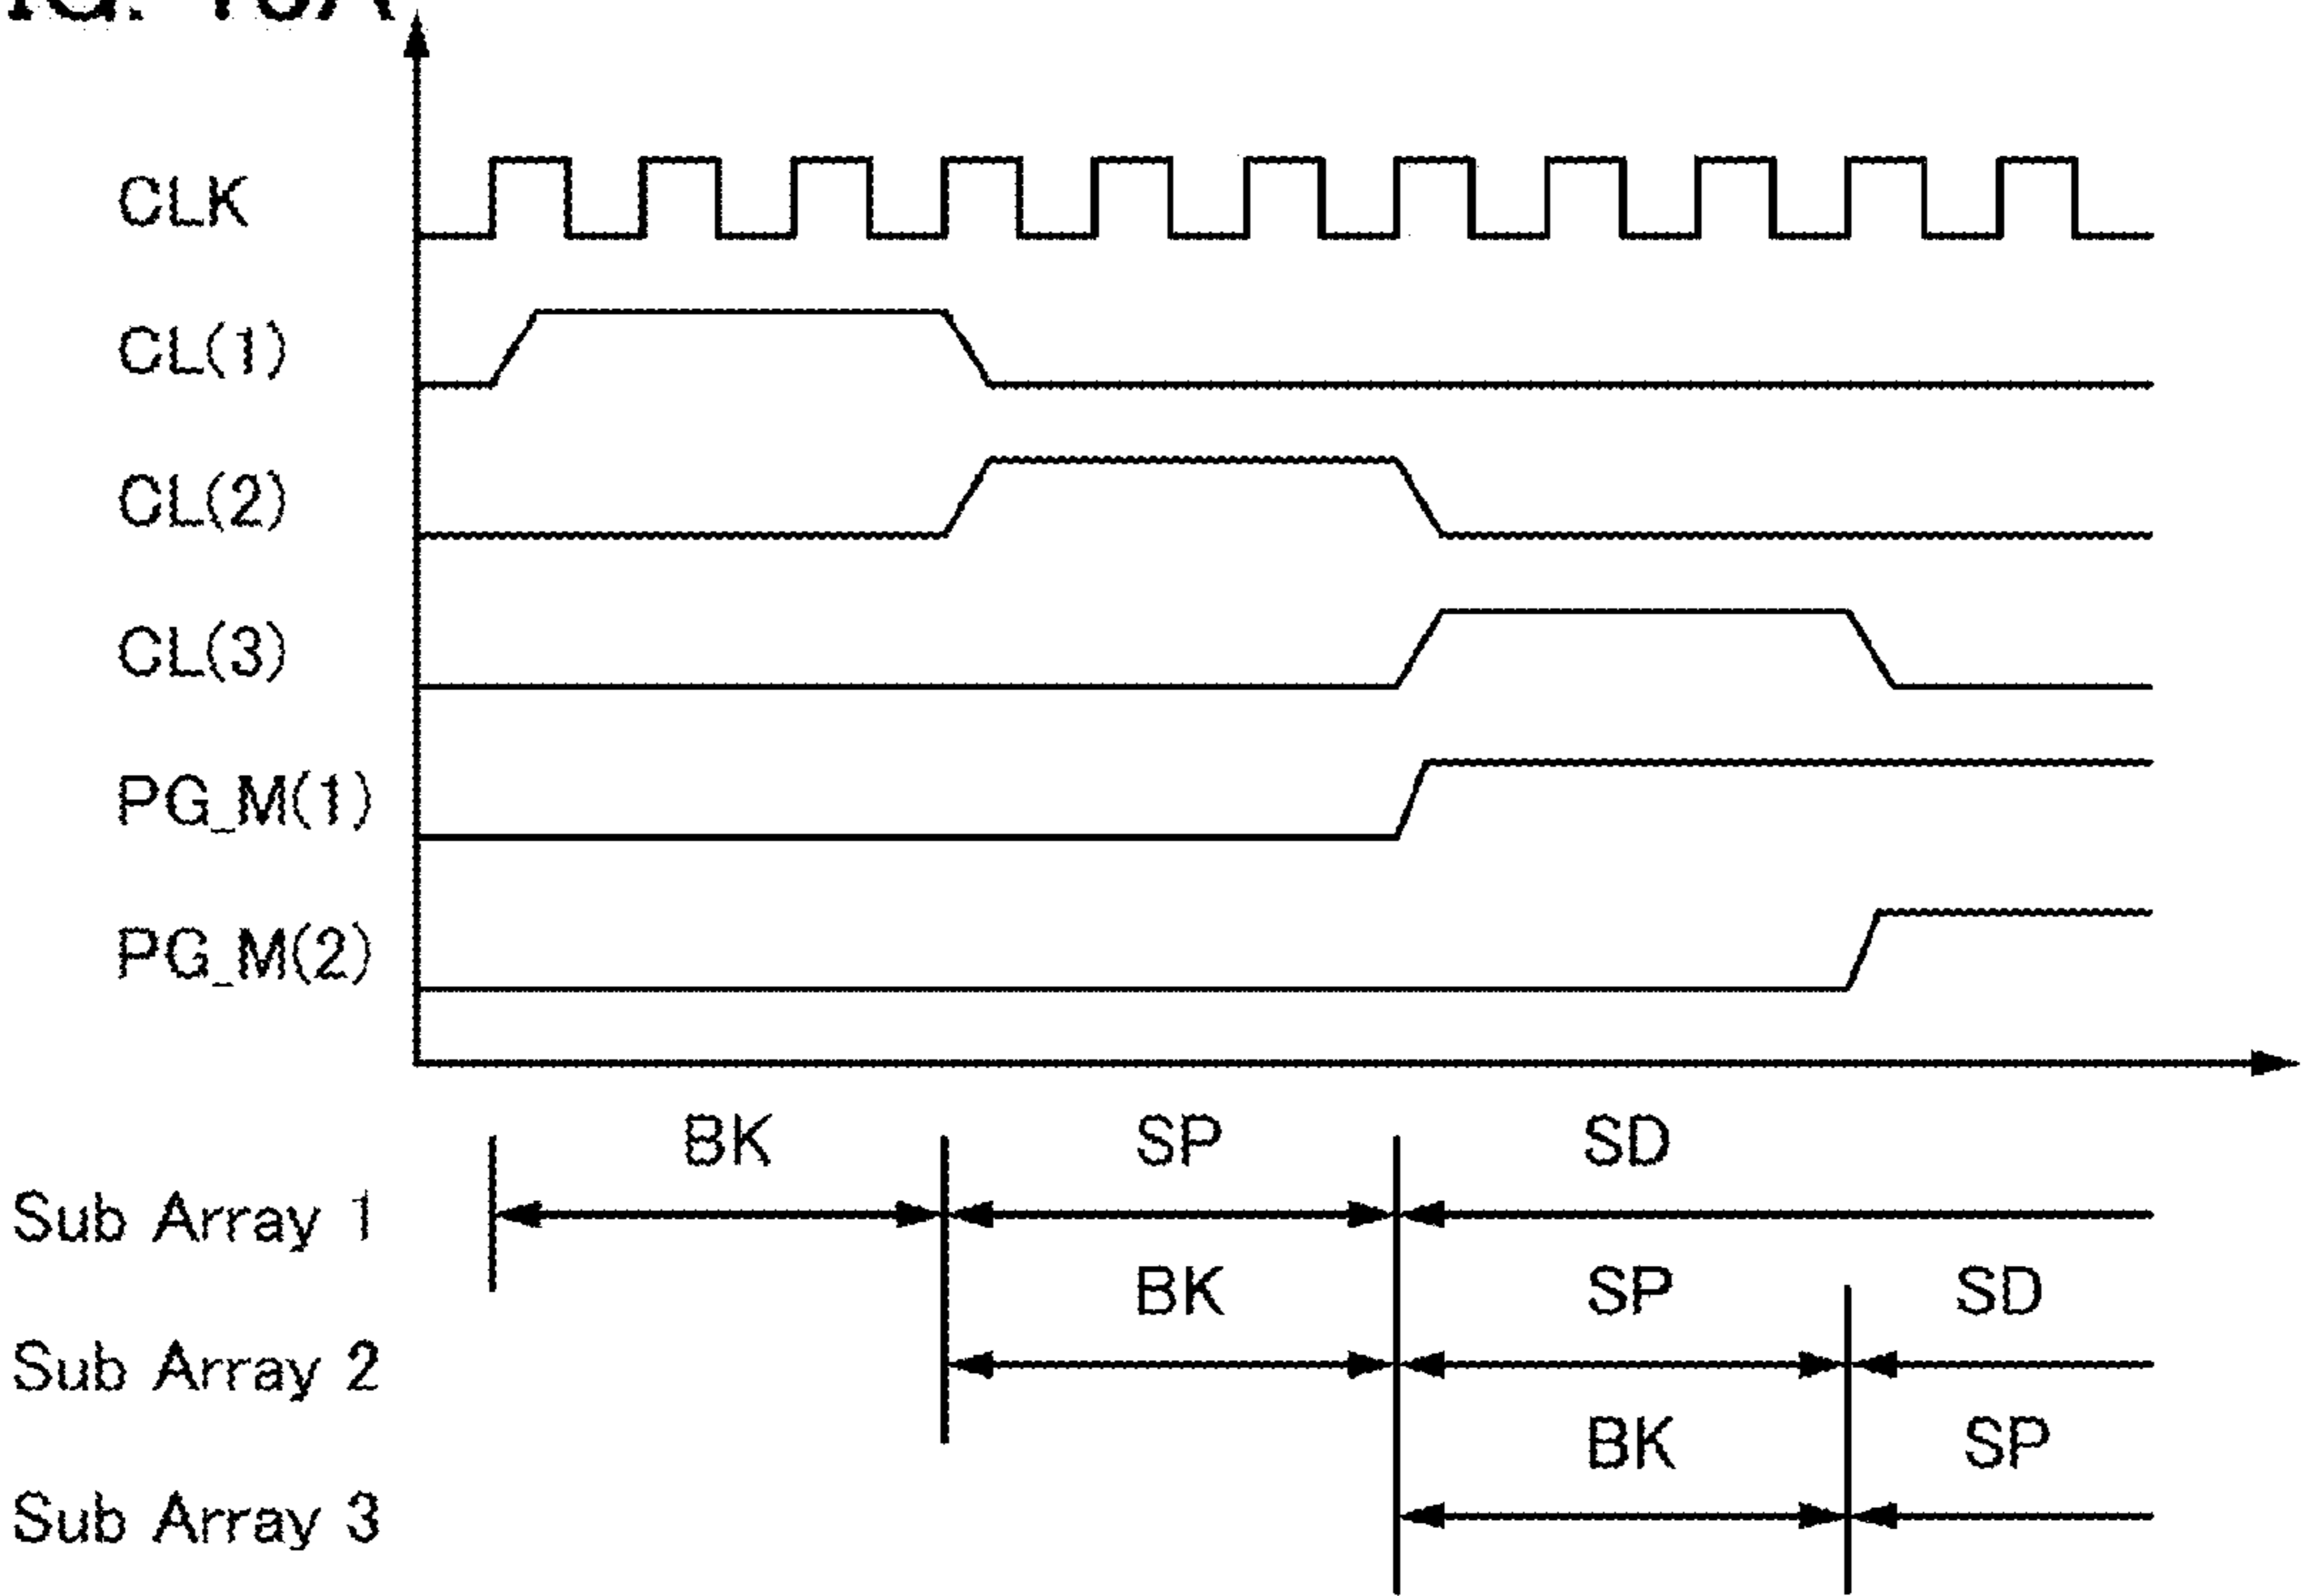 CLK
CL(1)
CL(2)
CL(3)
PG_M(1)
PG_M(2)
BK SP SD
Sub Array 1
BK SP SD
Sub Array 2
BK SP
Sub Array 3